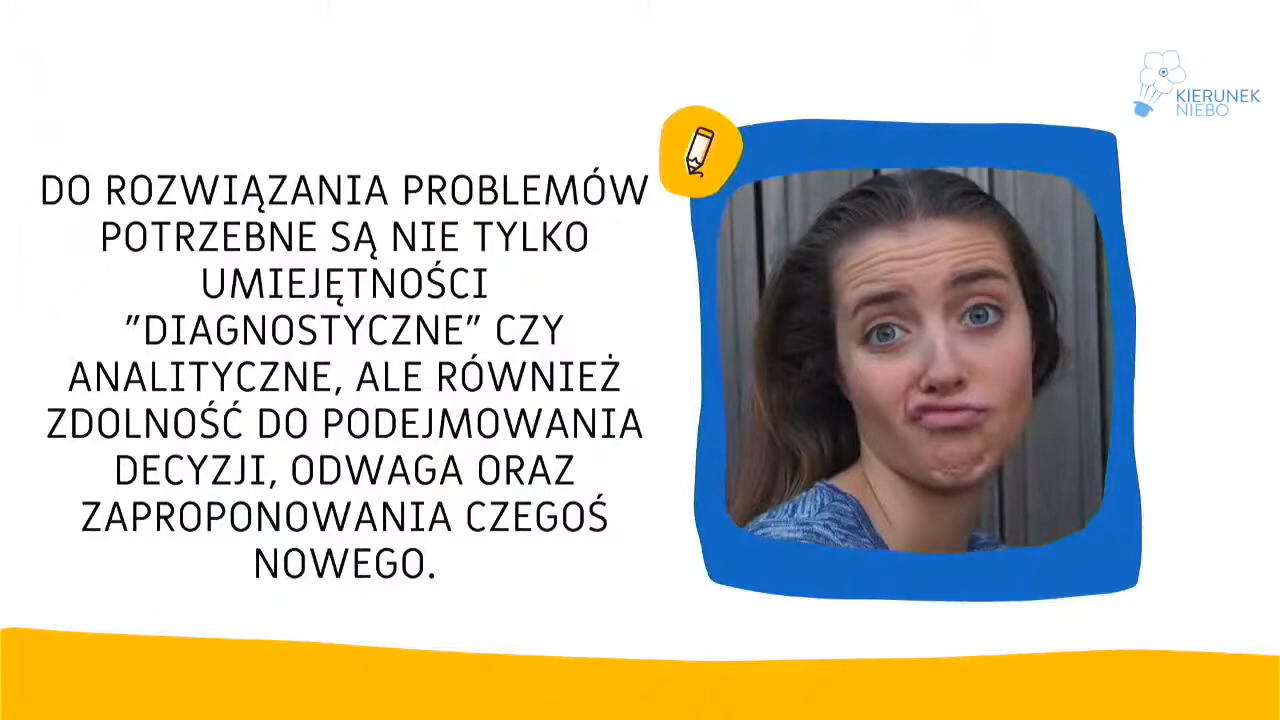 DO ROZWIĄZANIA PROBLEMÓW
POTRZEBNE SĄ NIE TYLKO
UMIEJĘTNOŚCI
"DIAGNOSTYCZNE" CZY
ANALITYCZNE, ALE RÓWNIEŻ
ZDOLNOŚĆ DO PODEJMOWANIA
DECYZJI, ODWAGA ORAZ
ZAPROPONOWANIA CZEGOŚ
NOWEGO.
KIERUNEK
NIEBO